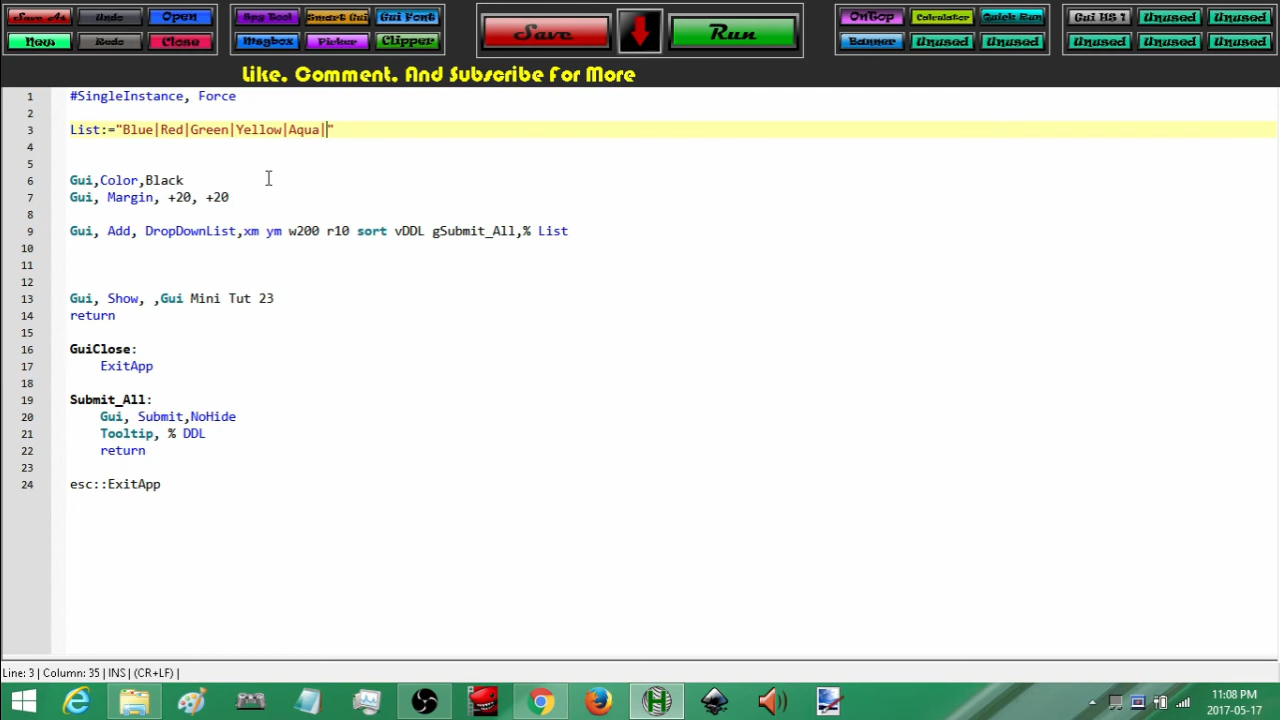 Save As Undo Open Spy Tool Smart Gui Gui Font Save Run OnTop Calculator Quick Run Gui HS 1 Unused Unused
New Redo Close Msgbox Picker Clipper Banner Unused Unused Unused Unused Unused
Like, Comment, And Subscribe For More
1 #SingleInstance, Force
2
3 List:="Blue|Red|Green|Yellow|Aqua|"
4
5
6 Gui,Color,Black
7 Gui, Margin, +20, +20
8
9 Gui, Add, DropDownList,xm ym w200 r10 sort vDDL gSubmit_All,% List
10
11
12
13 Gui, Show, ,Gui Mini Tut 23
14 return
15
16 GuiClose:
17 ExitApp
18
19 Submit_All:
20 Gui, Submit,NoHide
21 Tooltip, % DDL
22 return
23
24 esc::ExitApp
Line: 3 | Column: 35 | INS | (CR+LF) |
11:08 PM
2017-05-17